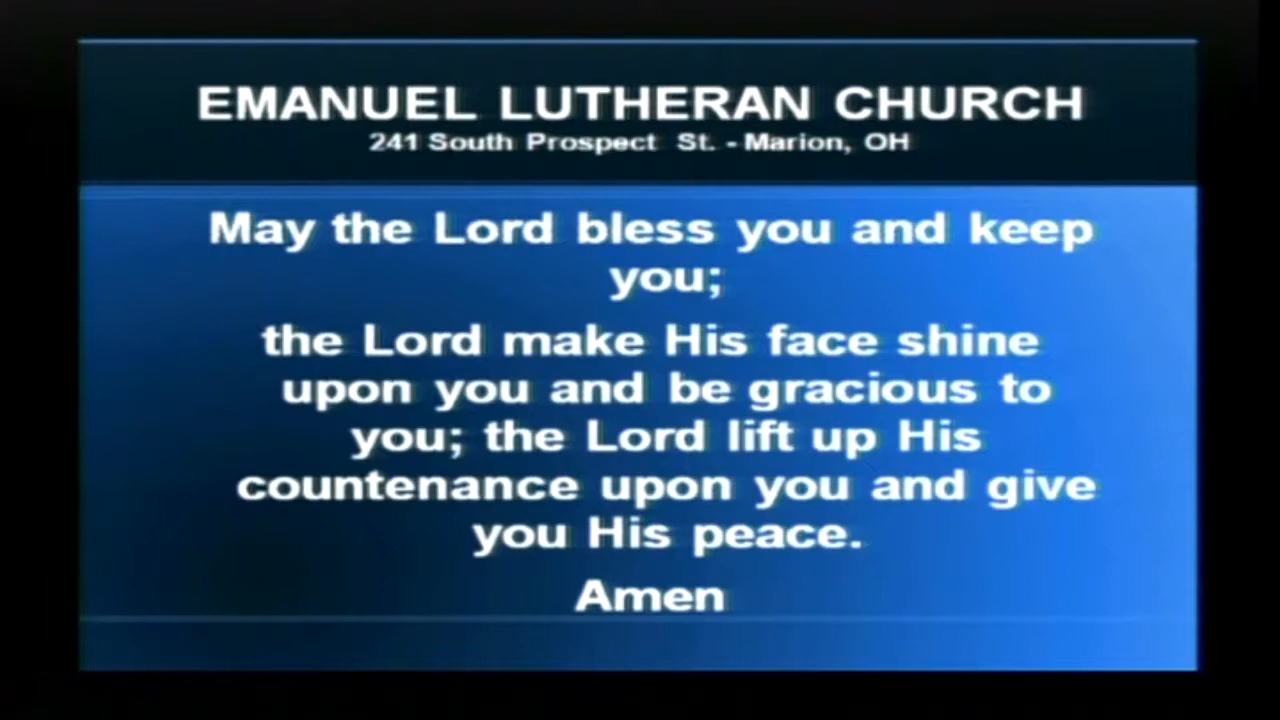 EMANUEL LUTHERAN CHURCH
241 South Prospect St. - Marion, OH
May the Lord bless you and keep
you;
the Lord make His face shine
upon you and be gracious to
you; the Lord lift up His
countenance upon you and give
you His peace.
Amen